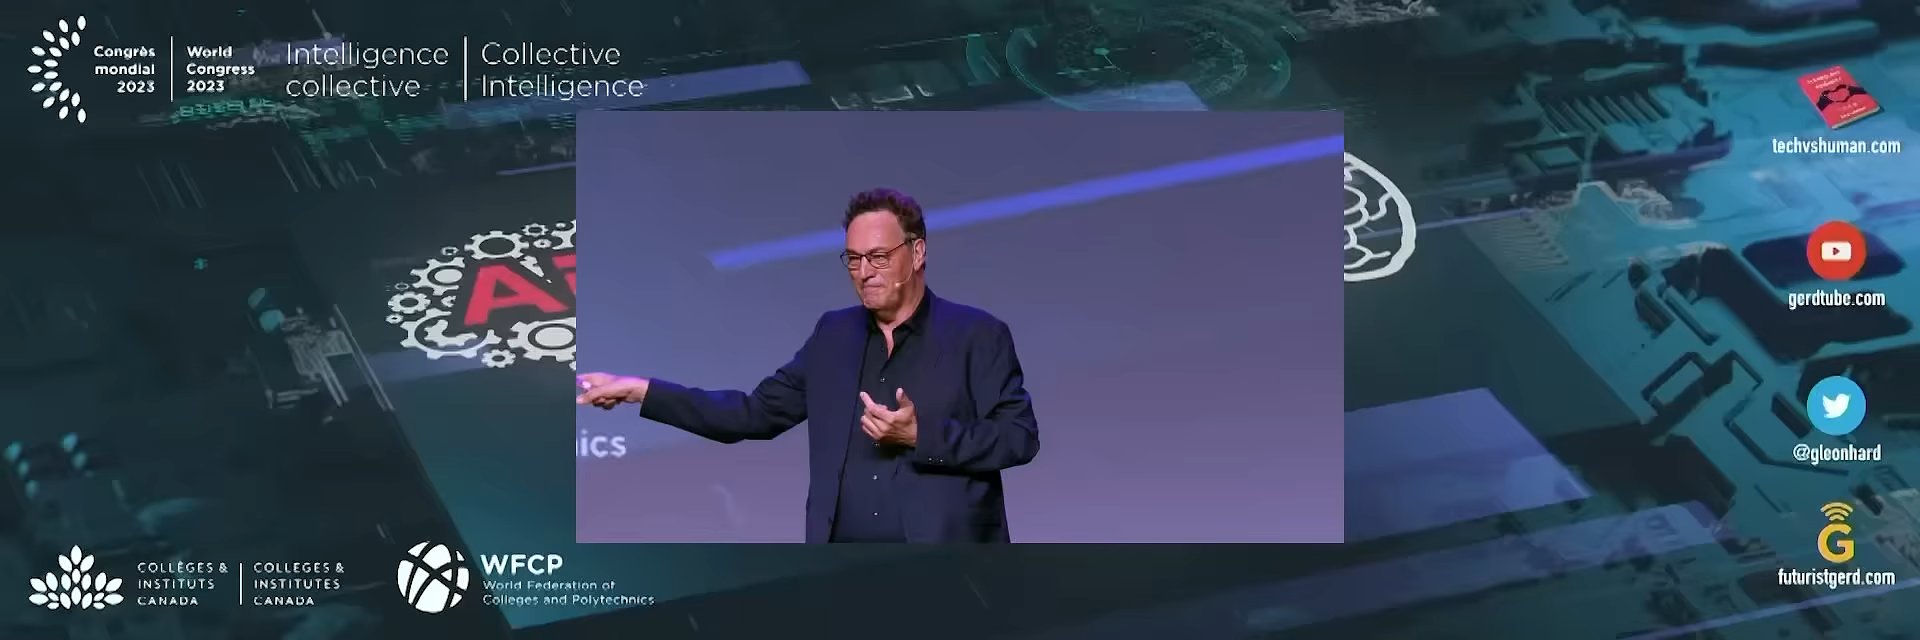 Congrès
mondial
2023
World
Congress
2023
Intelligence
collective
Collective
Intelligence
techvshuman.com
gerdtube.com
@gleonhard
G
futuristgerd.com
ics
COLLÈGES &
INSTITUTS
CANADA
COLLEGES &
INSTITUTES
CANADA
WFCP
World Federation of
Colleges and Polytechnics